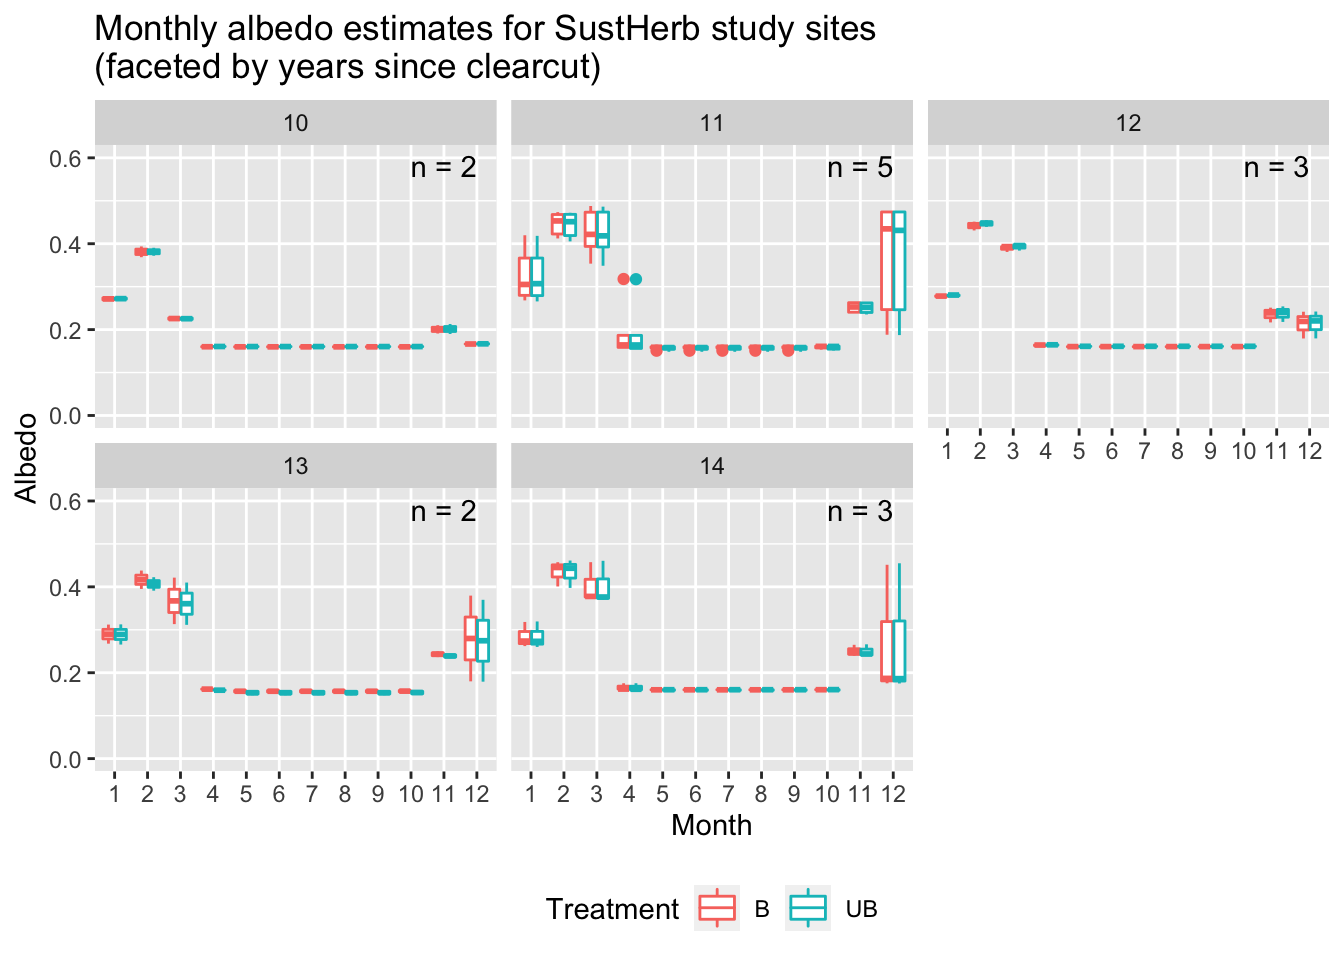 Monthly albedo estimates for SustHerb study sites
(faceted by years since clearcut)
10
11
12
n = 2
n = 5
n = 3
0.6
0.4
0.2
0.0
1 2 3 4 5 6 7 8 9 10 11 12
Albedo
13
14
n = 2
n = 3
0.6
0.4
0.2
0.0
1 2 3 4 5 6 7 8 9 10 11 12
1 2 3 4 5 6 7 8 9 10 11 12
Month
Treatment B UB